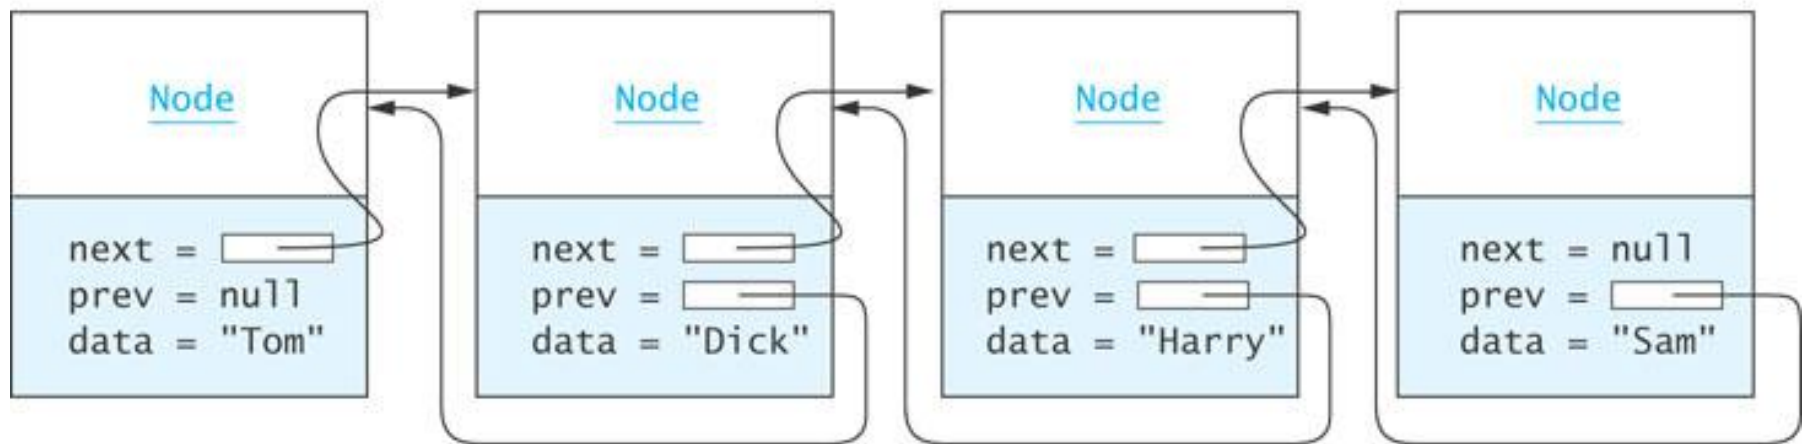 Node
next =
prev = null
data = "Tom"
Node
next =
prev =
data = "Dick"
Node
next =
prev =
data = "Harry"
Node
next = null
prev =
data = "Sam"